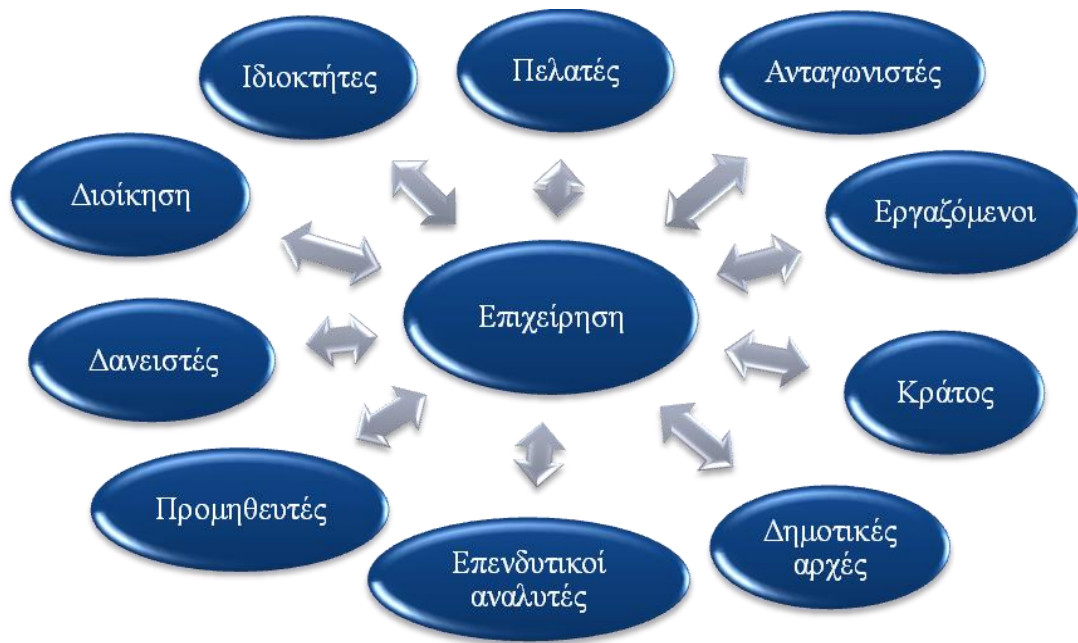 Ιδιοκτήτες
Πελατές
Ανταγωνιστές
Διοίκηση
Εργαζόμενοι
Επιχείρηση
Δανειστές
Κράτος
Προμηθευτές
Επενδυτικοί
αναλυτές
Δημοτικές
αρχές